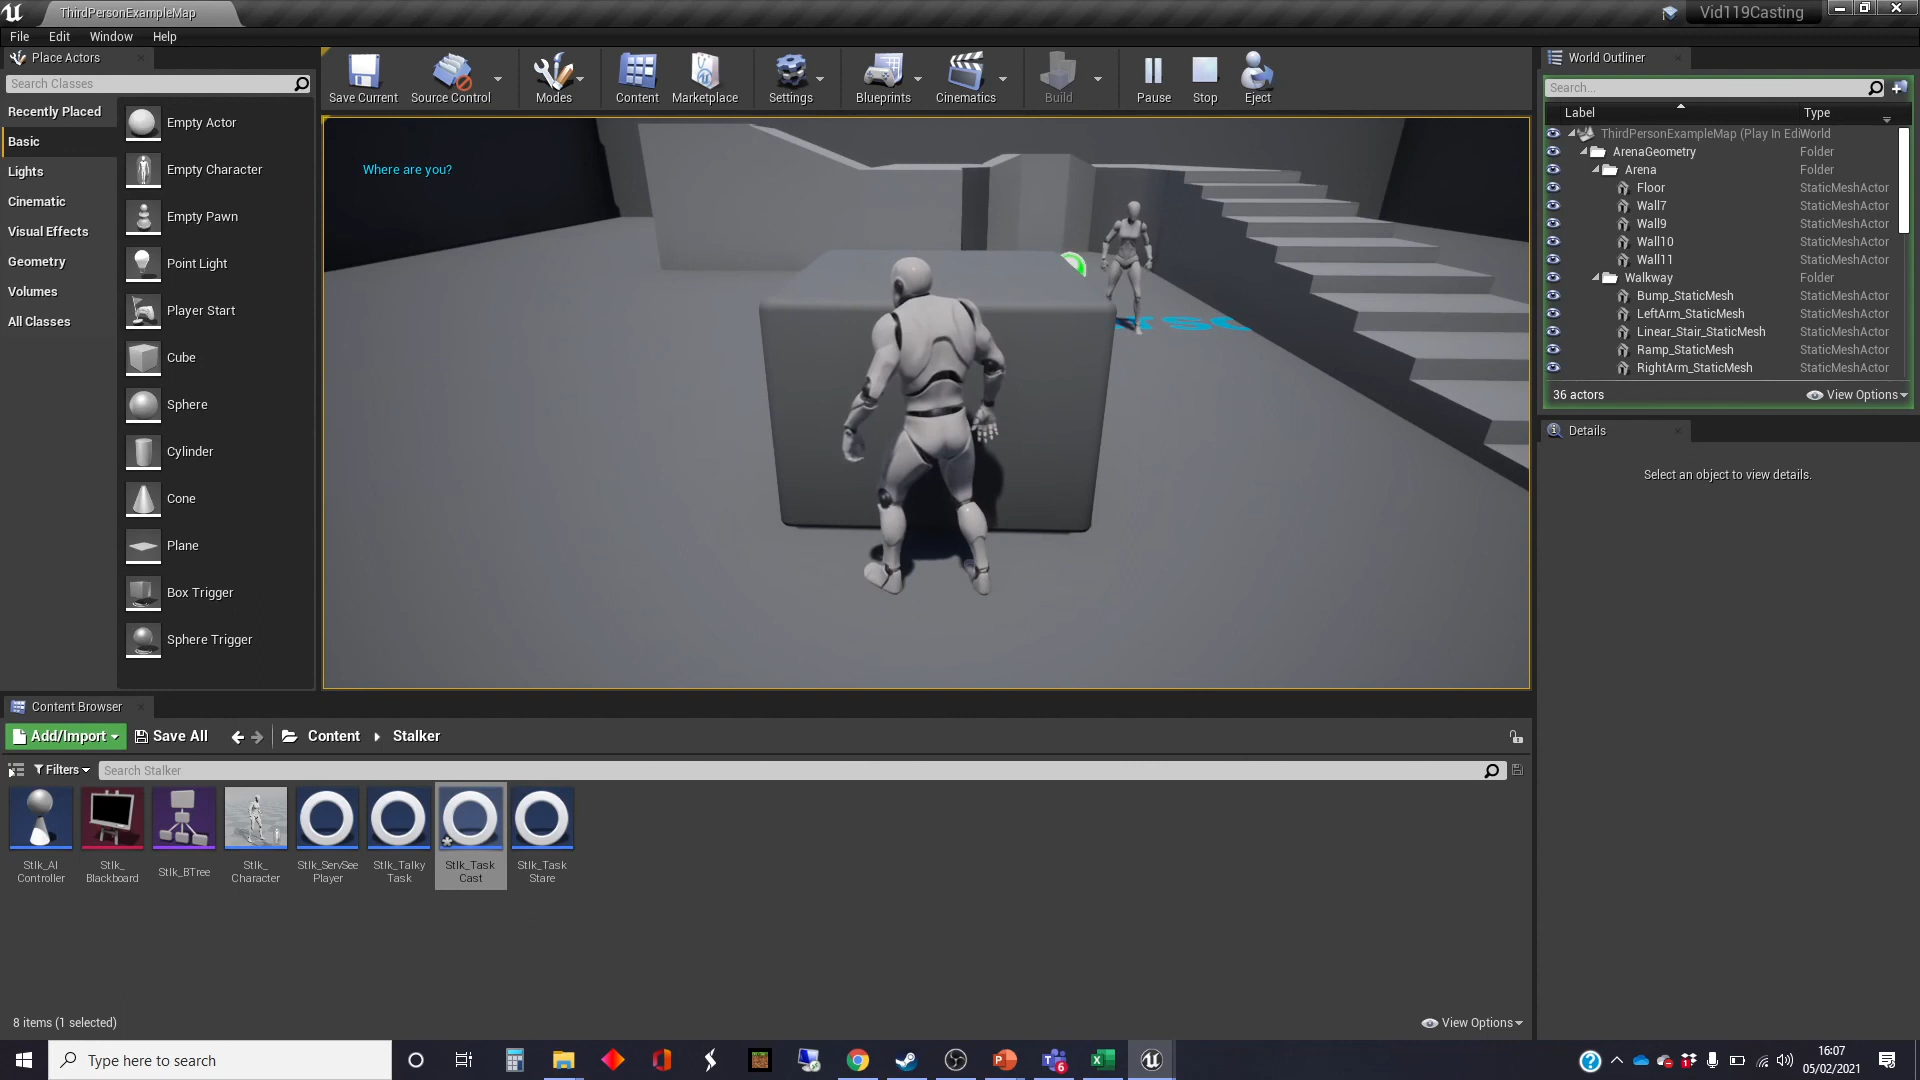 ThirdPersonExampleMap
Vid119Casting
File Edit Window Help
Place Actors
Search Classes
Recently Placed
Basic
Lights
Cinematic
Visual Effects
Geometry
Volumes
All Classes
Empty Actor
Empty Character
Empty Pawn
Point Light
Player Start
Cube
Sphere
Cylinder
Cone
Plane
Box Trigger
Sphere Trigger
Save Current Source Control Modes Content Marketplace Settings Blueprints Cinematics Build Pause Stop Eject
Where are you?
World Outliner
Search...
Label Type
ThirdPersonExampleMap (Play In Edi World
ArenaGeometry Folder
Arena Folder
Floor StaticMeshActor
Wall7 StaticMeshActor
Wall9 StaticMeshActor
Wall10 StaticMeshActor
Wall11 StaticMeshActor
Walkway Folder
Bump_StaticMesh StaticMeshActor
LeftArm_StaticMesh StaticMeshActor
Linear_Stair_StaticMesh StaticMeshActor
Ramp_StaticMesh StaticMeshActor
RightArm_StaticMesh StaticMeshActor
36 actors View Options
Details
Select an object to view details.
Content Browser
Add/Import Save All Content Stalker
Filters Search Stalker
Stlk_AI
Controller
Stlk_
Blackboard
Stlk_BTree
Stlk_
Character
Stlk_ServSee
Player
Stlk_Talky
Task
Stlk_Task
Cast
Stlk_Task
Stare
8 items (1 selected) View Options
Type here to search
6
16:07
05/02/2021